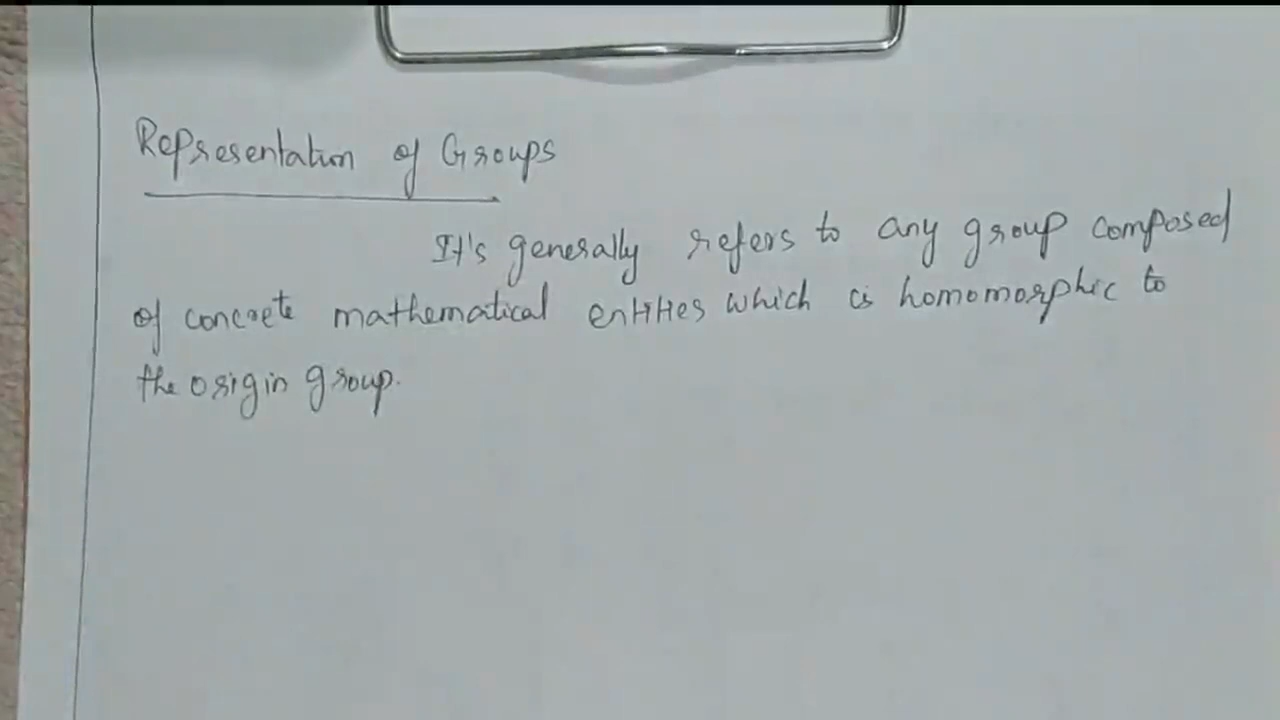 Representation of Groups
It's generally refers to any group composed
of concrete mathematical entities which is homomorphic to
the origin group.